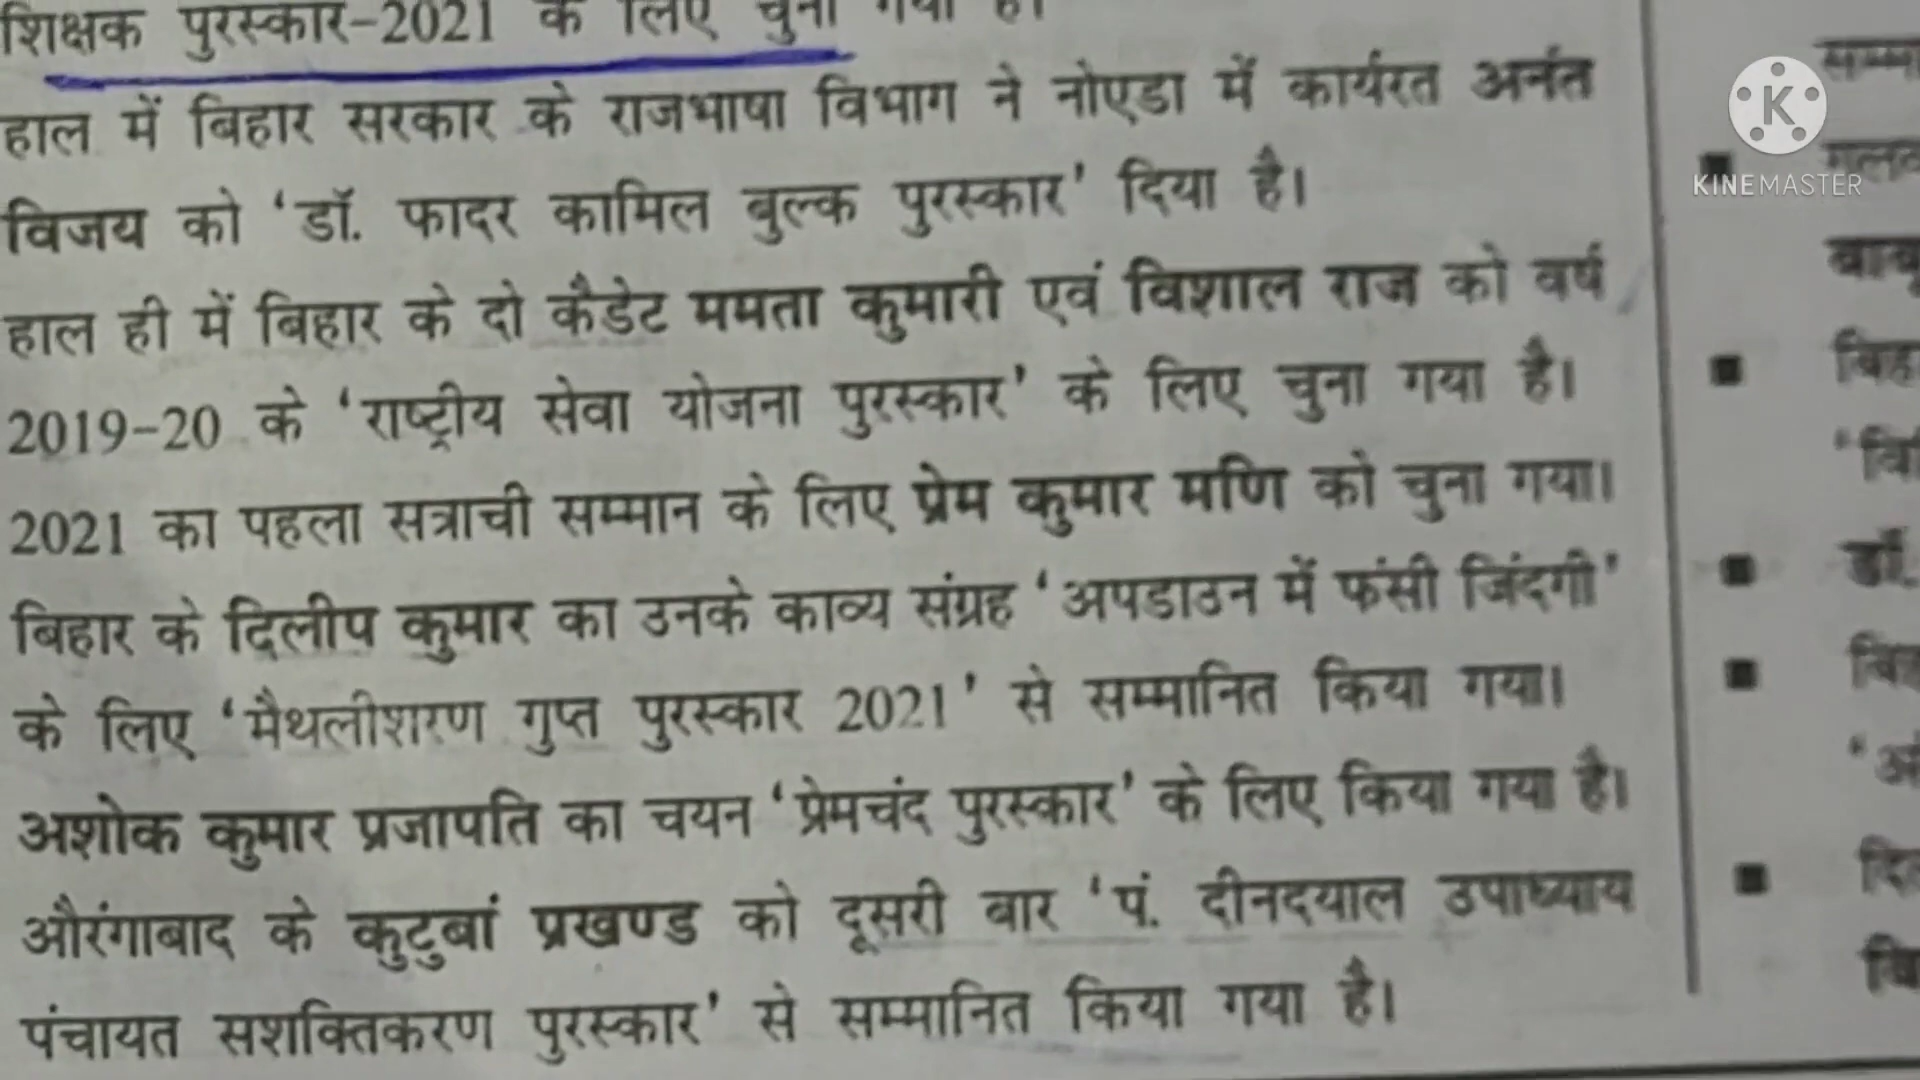 शिक्षक पुरस्कार-2021 के लिए चुना गया है।
हाल में बिहार सरकार के राजभाषा विभाग ने नोएडा में कार्यरत अनंत
विजय को 'डॉ. फादर कामिल बुल्क पुरस्कार' दिया है।
हाल ही में बिहार के दो कैडेट ममता कुमारी एवं विशाल राज को वर्ष
2019-20 के 'राष्ट्रीय सेवा योजना पुरस्कार' के लिए चुना गया है।
2021 का पहला सत्राची सम्मान के लिए प्रेम कुमार मणि को चुना गया।
बिहार के दिलीप कुमार का उनके काव्य संग्रह 'अपडाउन में फंसी जिंदगी'
के लिए 'मैथलीशरण गुप्त पुरस्कार 2021' से सम्मानित किया गया।
अशोक कुमार प्रजापति का चयन 'प्रेमचंद पुरस्कार' के लिए किया गया है।
औरंगाबाद के कुटुबां प्रखण्ड को दूसरी बार 'पं. दीनदयाल उपाध्याय
पंचायत सशक्तिकरण पुरस्कार' से सम्मानित किया गया है।
K
KINEMASTER
डॉ.